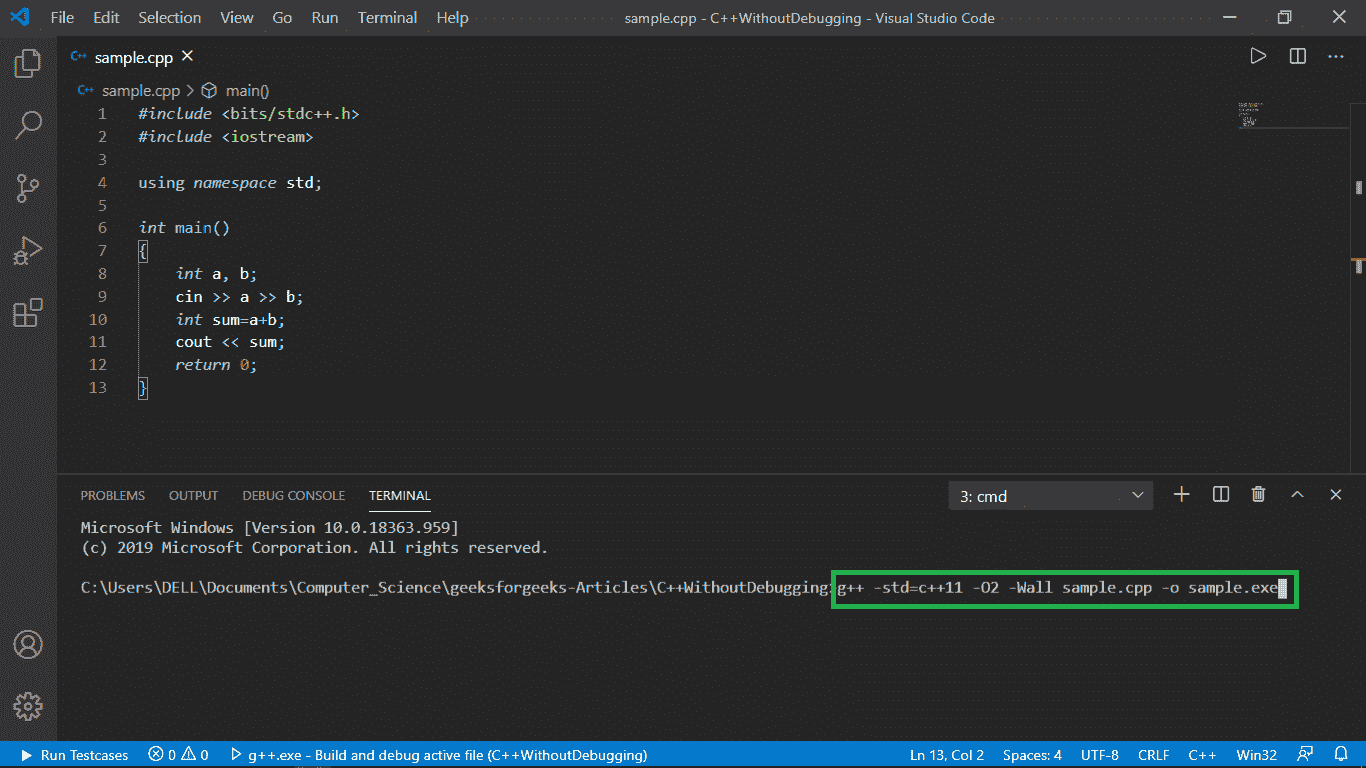 File Edit Selection View Go Run Terminal Help sample.cpp - C++WithoutDebugging - Visual Studio Code
C++ sample.cpp
C++ sample.cpp > main()
1 #include <bits/stdc++.h>
2 #include <iostream>
3
4 using namespace std;
5
6 int main()
7 {
8 int a, b;
9 cin >> a >> b;
10 int sum=a+b;
11 cout << sum;
12 return 0;
13 }
PROBLEMS OUTPUT DEBUG CONSOLE TERMINAL 3: cmd
Microsoft Windows [Version 10.0.18363.959]
(c) 2019 Microsoft Corporation. All rights reserved.
C:\Users\DELL\Documents\Computer_Science\geeksforgeeks-Articles\C++WithoutDebugging>g++ -std=c++11 -O2 -Wall sample.cpp -o sample.exe
Run Testcases 0 0 g++.exe - Build and debug active file (C++WithoutDebugging) Ln 13, Col 2 Spaces: 4 UTF-8 CRLF C++ Win32